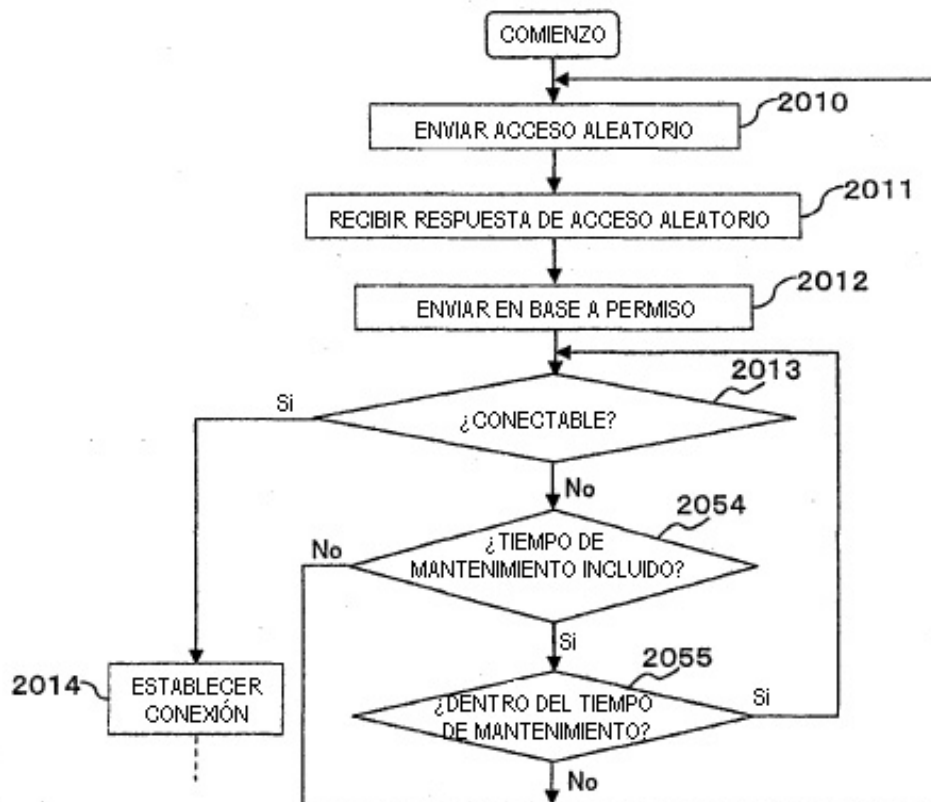 COMIENZO
2010
ENVIAR ACCESO ALEATORIO
2011
RECIBIR RESPUESTA DE ACCESO ALEATORIO
2012
ENVIAR EN BASE A PERMISO
2013
Si
¿CONECTABLE?
No
2054
No
¿TIEMPO DE
MANTENIMIENTO INCLUIDO?
Si
2055
2014
ESTABLECER
CONEXIÓN
¿DENTRO DEL TIEMPO
DE MANTENIMIENTO?
Si
No